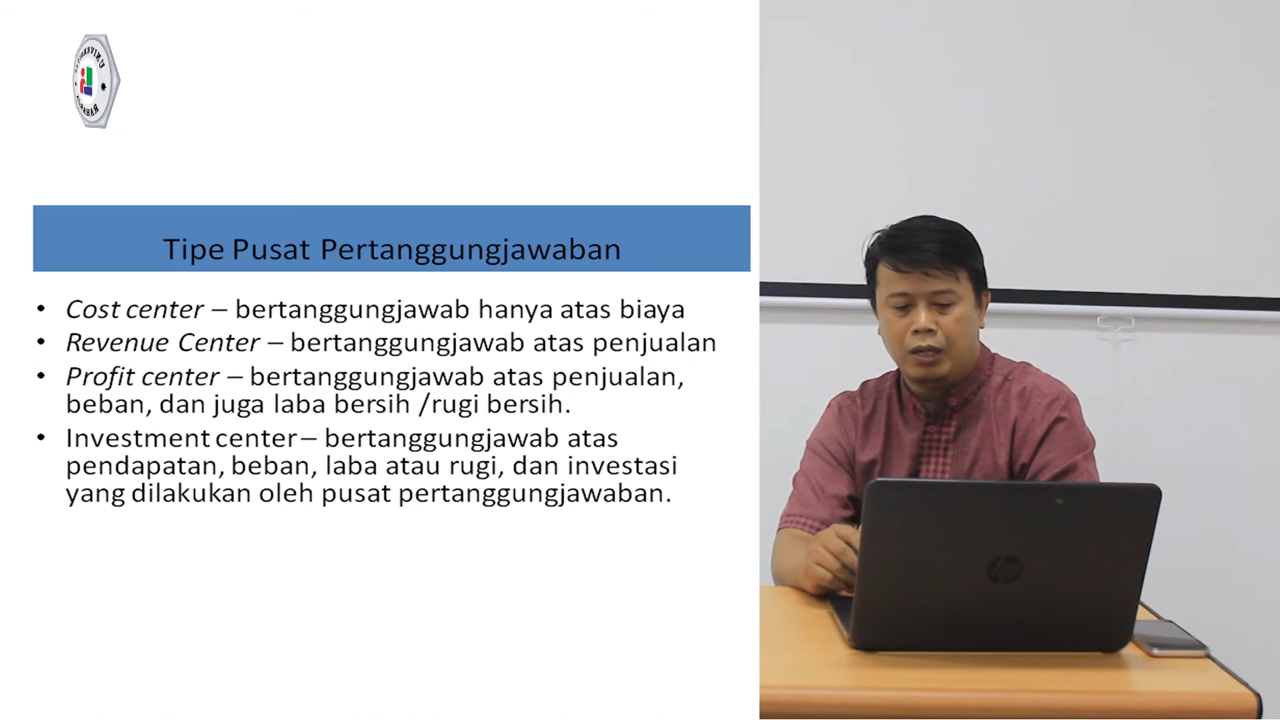 Tipe Pusat Pertanggungjawaban
• Cost center – bertanggungjawab hanya atas biaya
• Revenue Center – bertanggungjawab atas penjualan
• Profit center – bertanggungjawab atas penjualan,
beban, dan juga laba bersih /rugi bersih.
• Investment center – bertanggungjawab atas
pendapatan, beban, laba atau rugi, dan investasi
yang dilakukan oleh pusat pertanggungjawaban.
hp